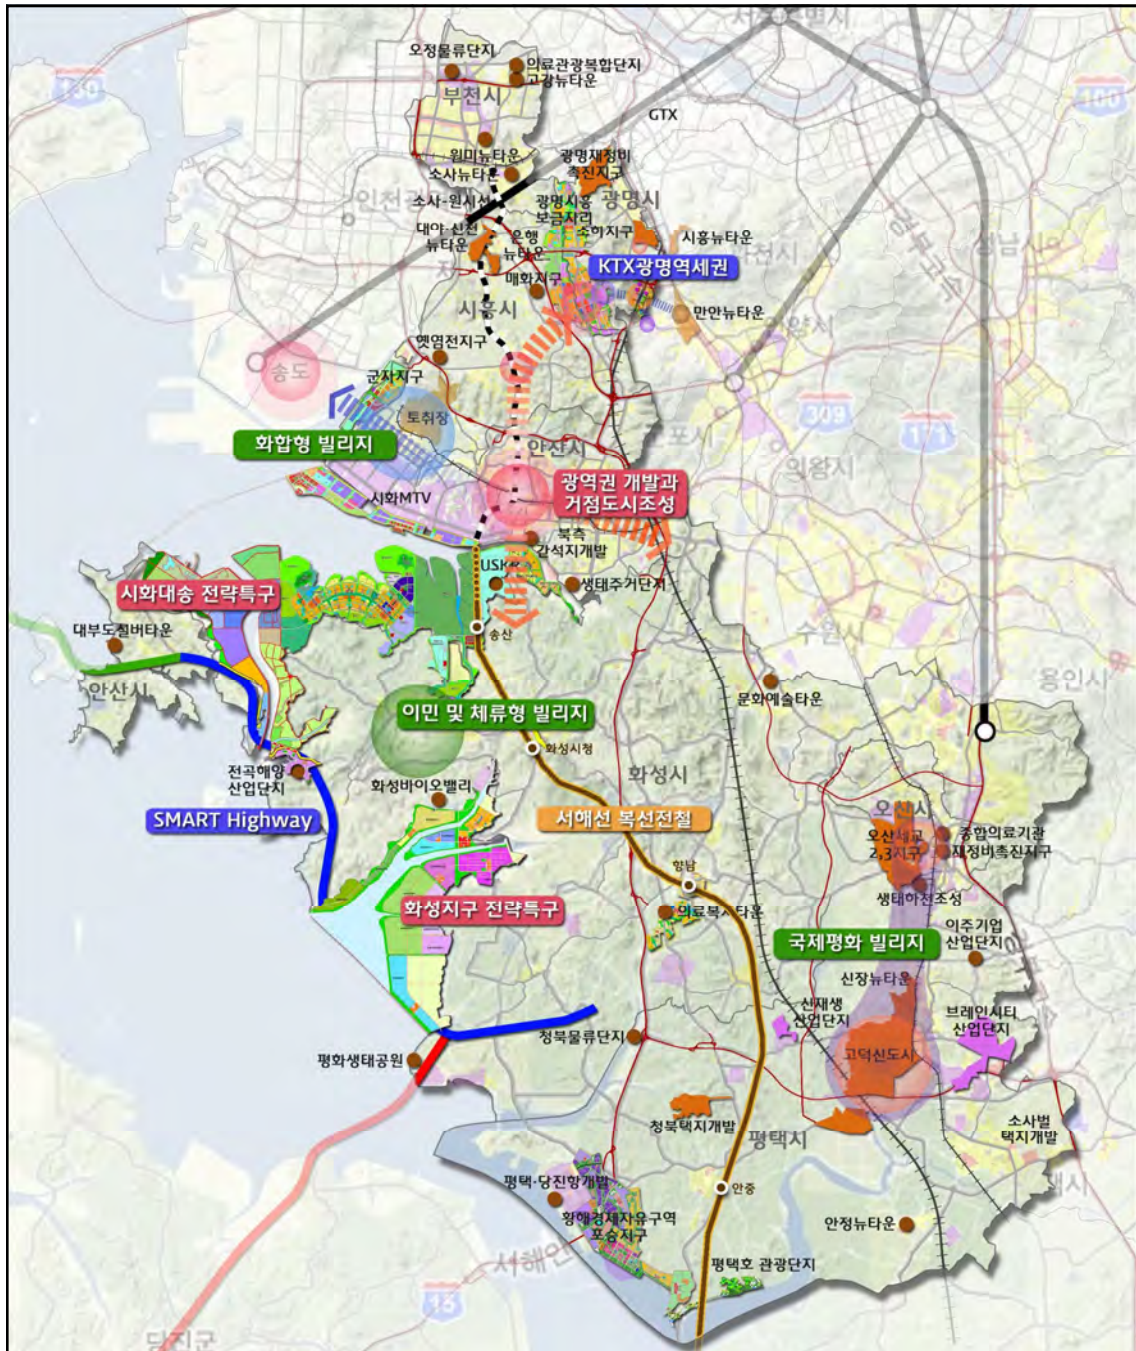 오정물류단지
의료관광복합단지
고강뉴타운
부천시
GTX
원미뉴타운
소사뉴타운
광명재정비
촉진지구
소사-원시선
광명시흥
보금자리
광명시
대야·신천
뉴타운
은행
뉴타운
소하지구
시흥뉴타운
KTX광명역세권
매화지구
시흥시
만안뉴타운
옛염전지구
송도
군자지구
토취장
화합형 빌리지
안산시
광역권 개발과
거점도시조성
의왕시
시화MTV
북측
간석지개발
생태주거단지
시화대송 전략특구
대부도실버타운
송산
안산시
용인시
문화예술타운
이민 및 체류형 빌리지
화성시청
전곡해양
산업단지
화성바이오밸리
화성시
SMART Highway
서해선 복선전철
오산시
오산세교
2,3지구
종합의료기관
재정비촉진지구
향남
생태하천조성
화성지구 전략특구
의료복지타운
국제평화 빌리지
이주기업
산업단지
신장뉴타운
신재생
산업단지
브레인시티
산업단지
청북물류단지
고덕신도시
평화생태공원
청북택지개발
평택시
소사벌
택지개발
평택·당진항개발
안중
황해경제자유구역
포승지구
안정뉴타운
서해안
평택호 관광단지
15
당진군